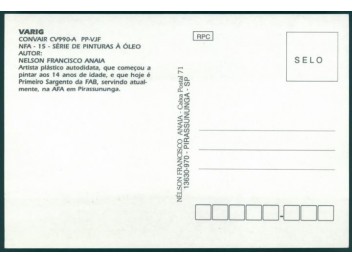 VARIG
CONVAIR CV990-A PP-VJF
NFA - 15 - SÉRIE DE PINTURAS À ÓLEO
AUTOR:
NELSON FRANCISCO ANAIA
Artista plástico autodidata, que começou a
pintar aos 14 anos de idade, e que hoje é
Primeiro Sargento da FAB, servindo atual-
mente, na AFA em Pirassununga.
RPC
SELO
NÉLSON FRANCISCO ANAIA - Caixa Postal 71
13630-970 - PIRASSUNUNGA - SP